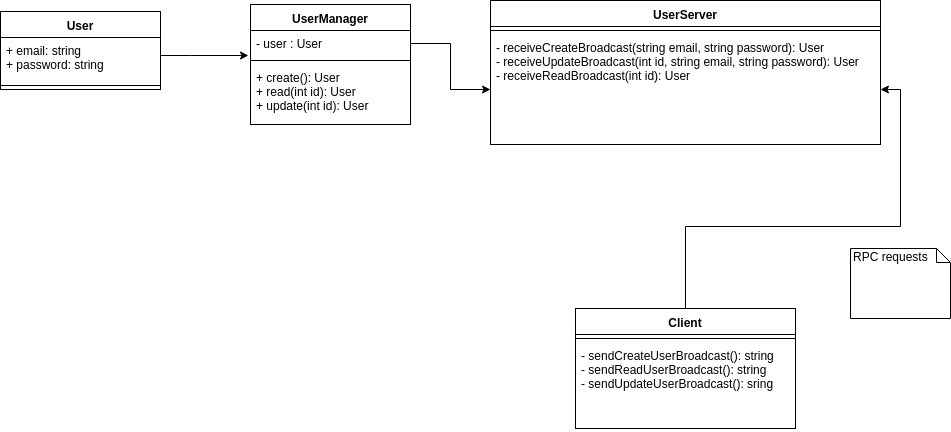 User
+ email: string
+ password: string
UserManager
- user : User
+ create(): User
+ read(int id): User
+ update(int id): User
UserServer
- receiveCreateBroadcast(string email, string password): User
- receiveUpdateBroadcast(int id, string email, string password): User
- receiveReadBroadcast(int id): User
RPC requests
Client
- sendCreateUserBroadcast(): string
- sendReadUserBroadcast(): string
- sendUpdateUserBroadcast(): sring